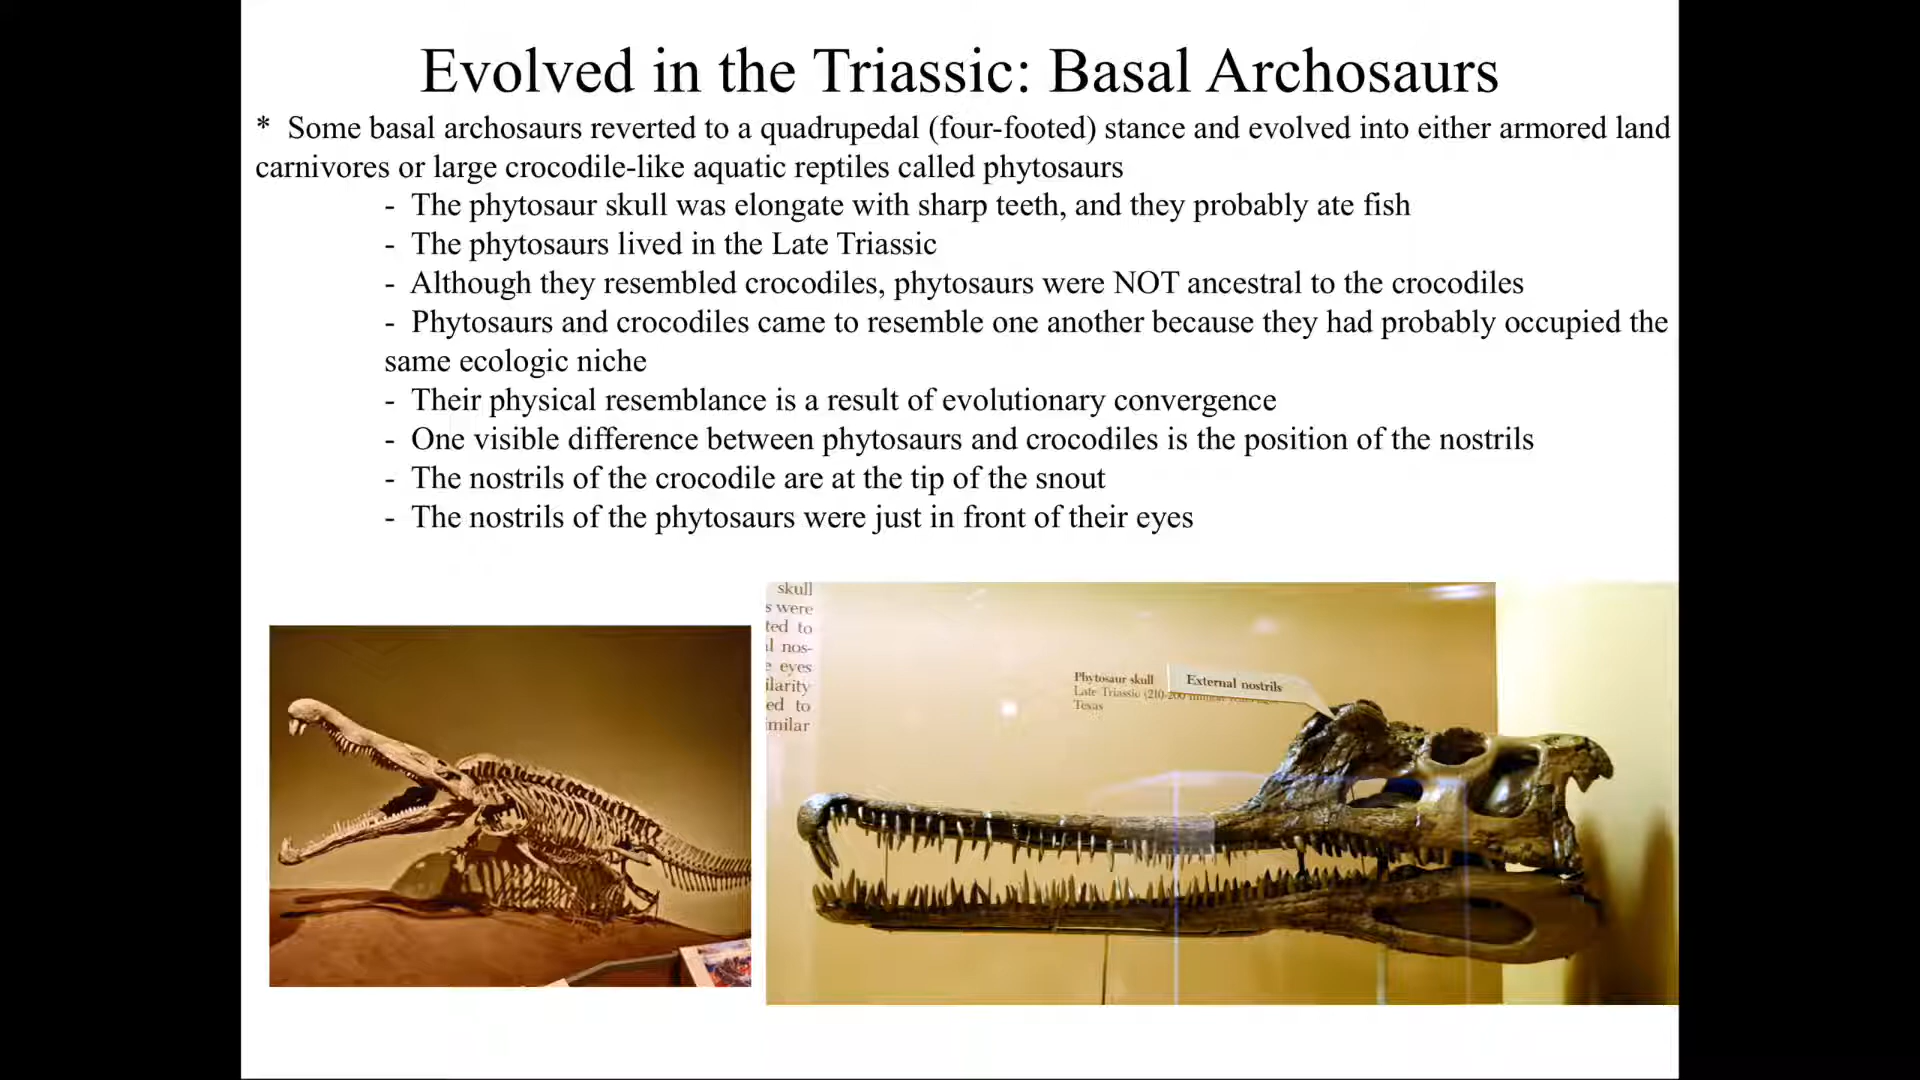 Evolved in the Triassic: Basal Archosaurs
* Some basal archosaurs reverted to a quadrupedal (four-footed) stance and evolved into either armored land
carnivores or large crocodile-like aquatic reptiles called phytosaurs
- The phytosaur skull was elongate with sharp teeth, and they probably ate fish
- The phytosaurs lived in the Late Triassic
- Although they resembled crocodiles, phytosaurs were NOT ancestral to the crocodiles
- Phytosaurs and crocodiles came to resemble one another because they had probably occupied the
same ecologic niche
- Their physical resemblance is a result of evolutionary convergence
- One visible difference between phytosaurs and crocodiles is the position of the nostrils
- The nostrils of the crocodile are at the tip of the snout
- The nostrils of the phytosaurs were just in front of their eyes
skull
s were
ted to
l nos-
e eyes
ilarity
ed to
imilar
Phytosaur skull
Late Triassic (210-200
Texas
External nostrils